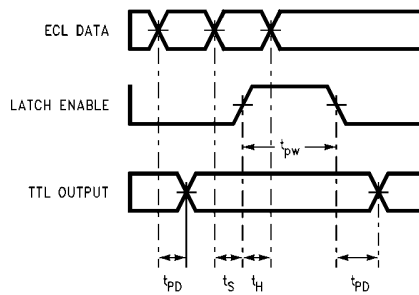 ECL DATA
LATCH ENABLE
tpw
TTL OUTPUT
tPD
tS
tH
tPD